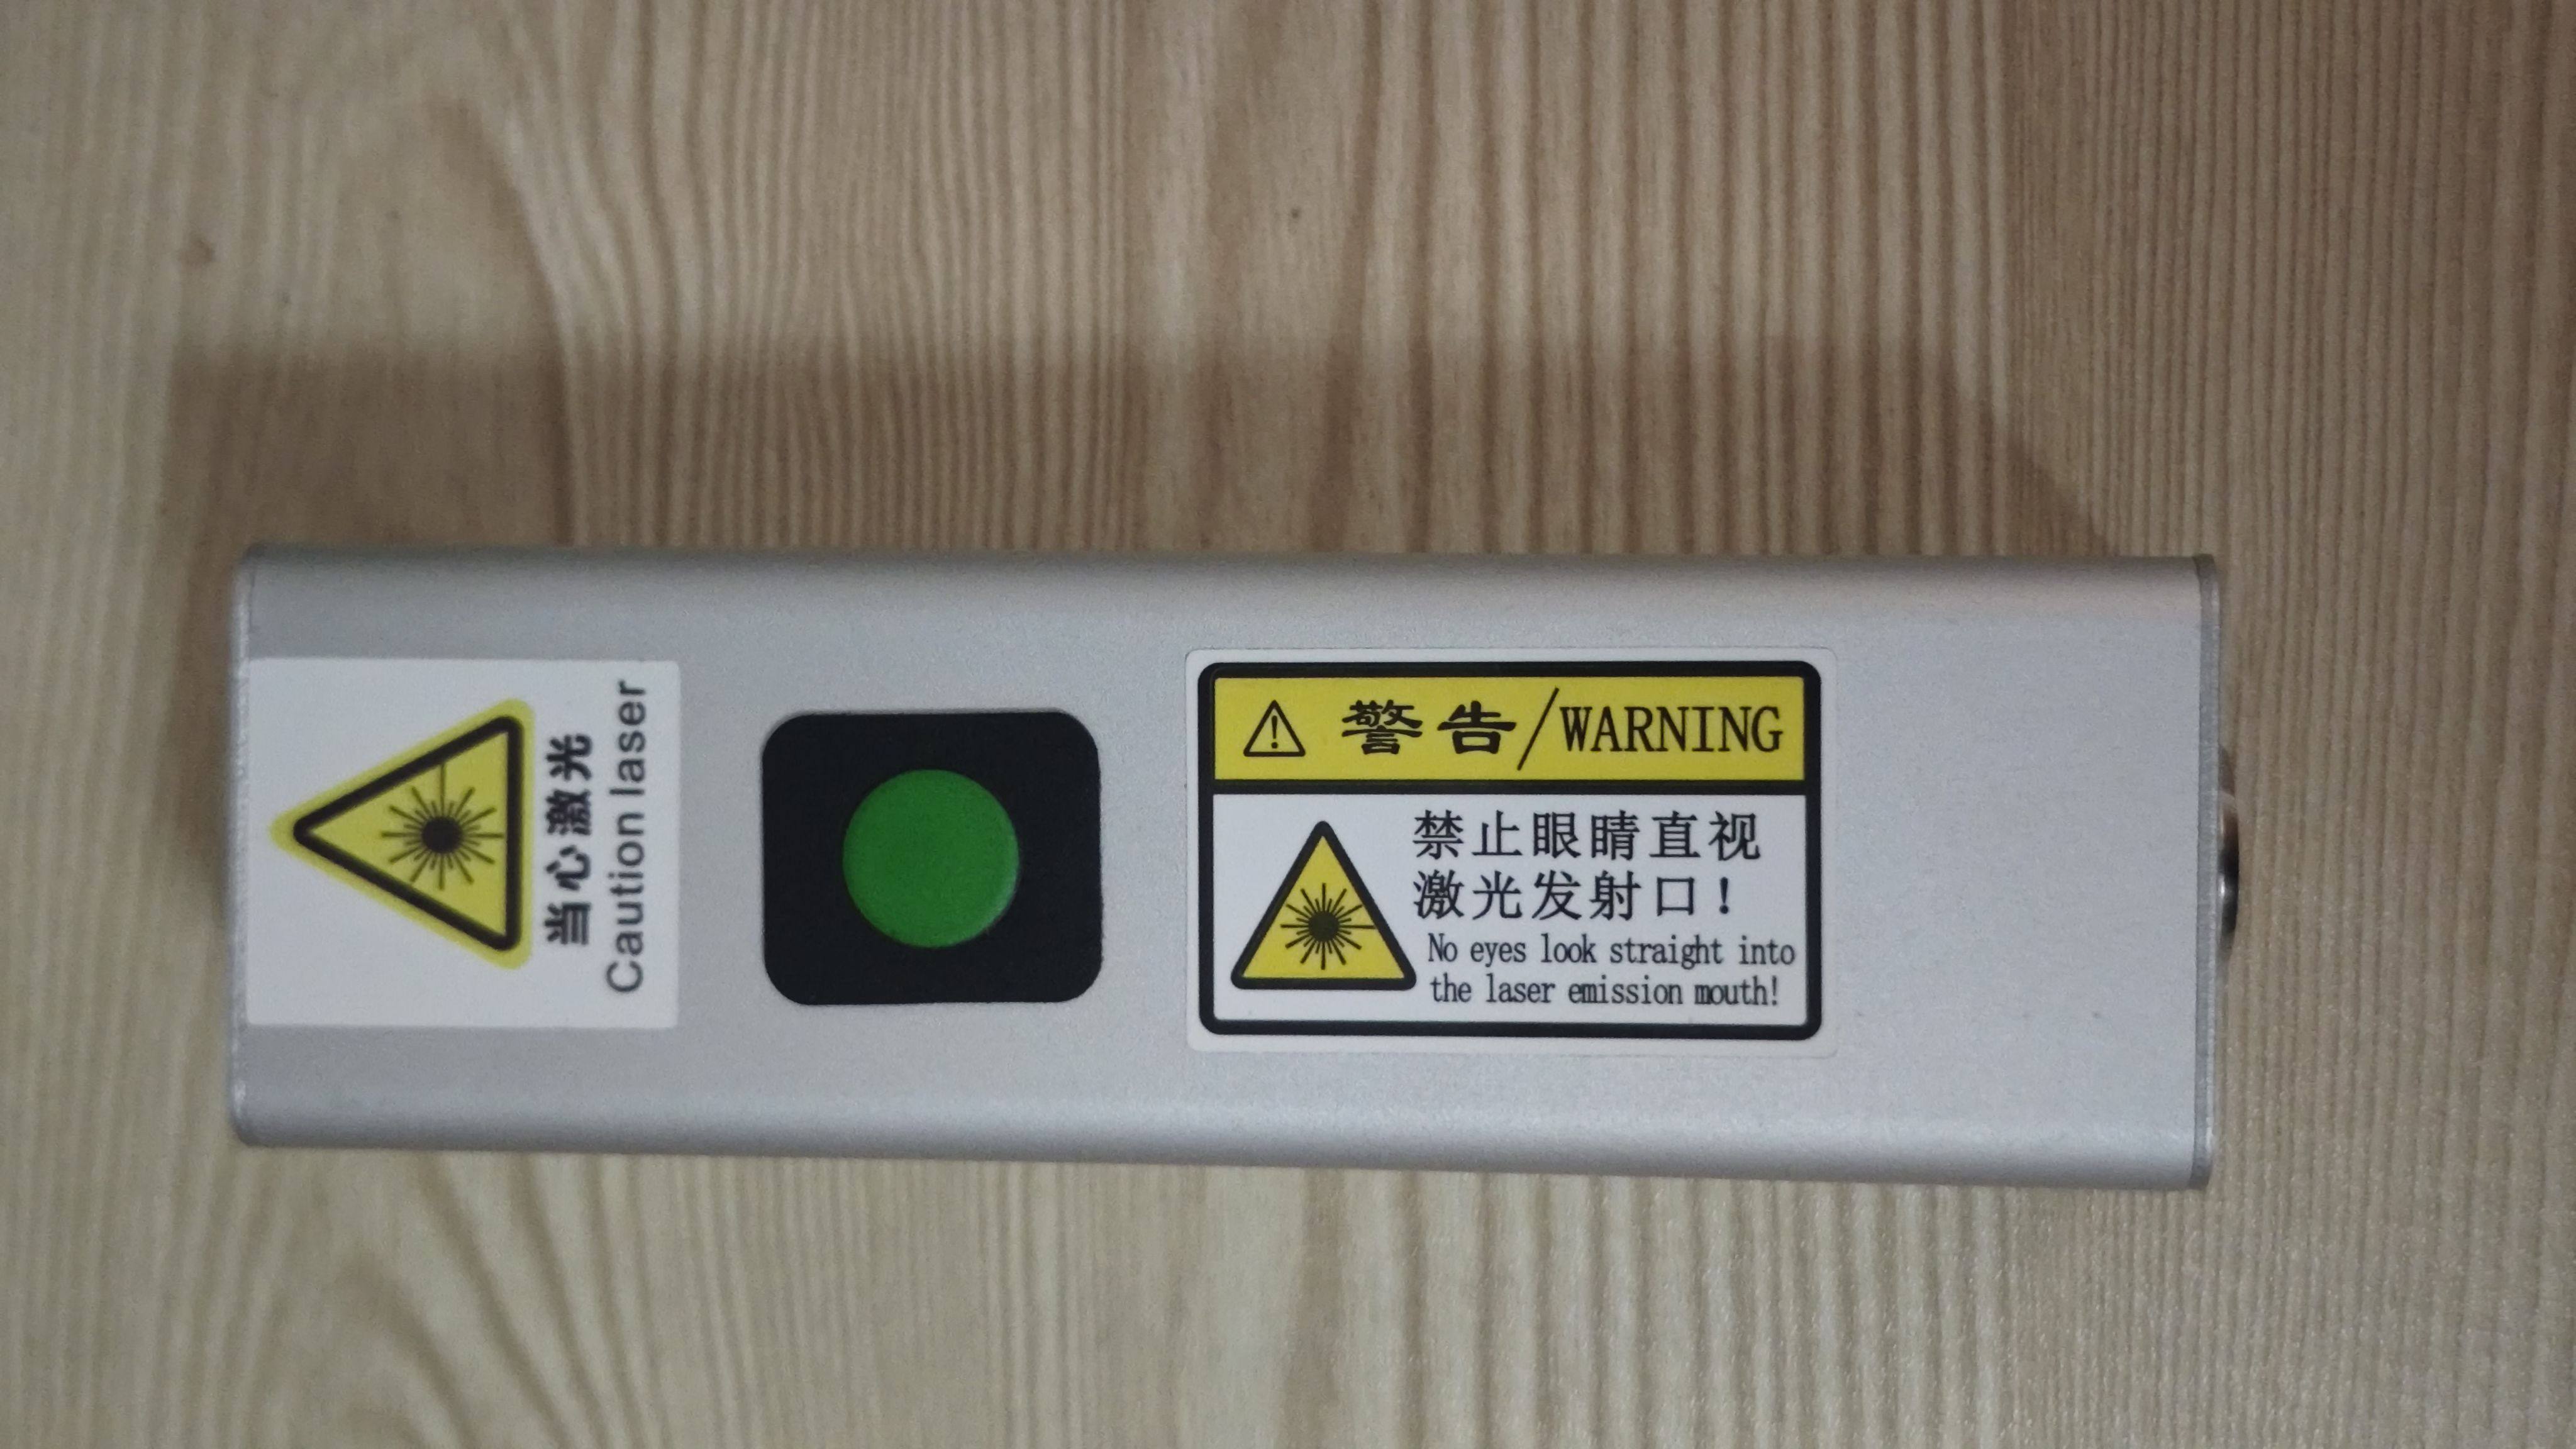 当心激光
Caution laser
警告/WARNING
禁止眼睛直视
激光发射口！
No eyes look straight into
the laser emission mouth!